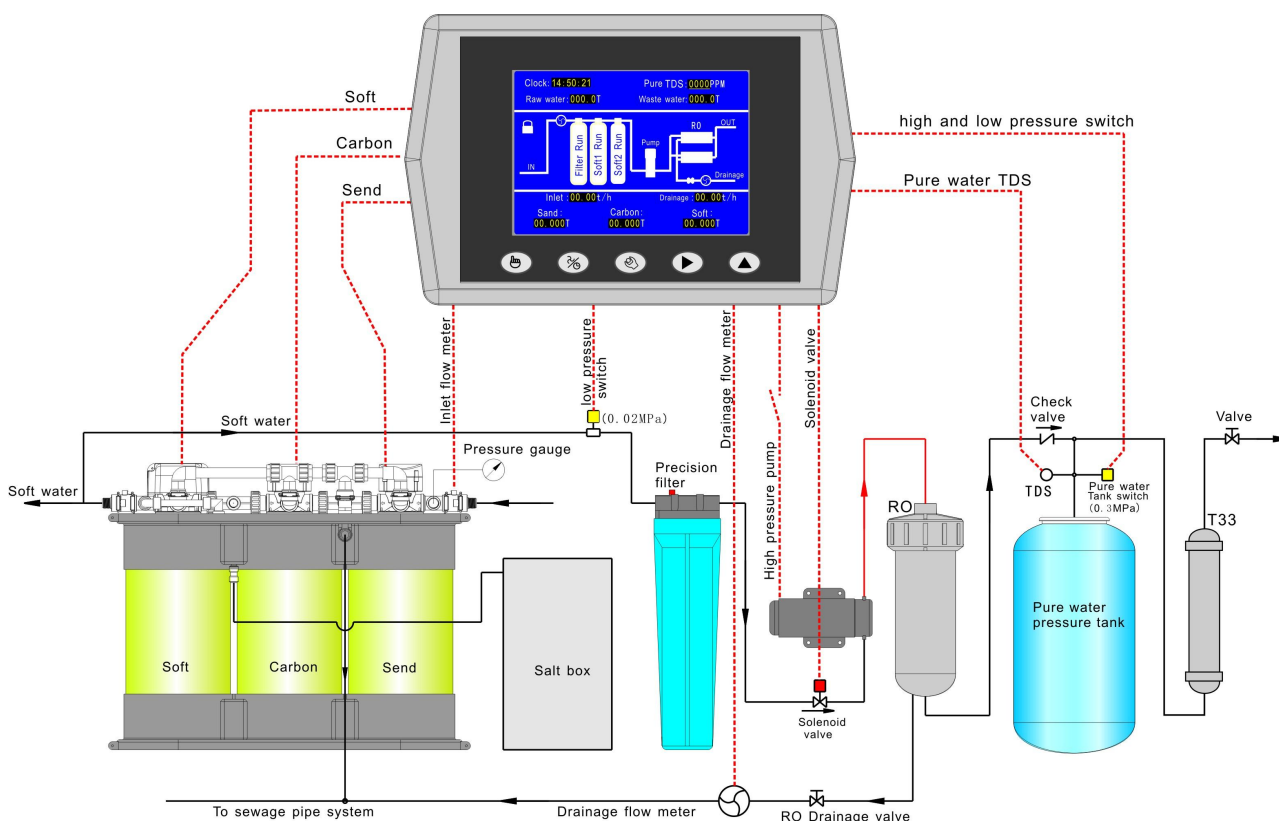 Clock: 14:50:21
Pure TDS: 0000PPM
Raw water: 000.0T
Waste water: 000.0T
IN
Filter Run
Soft1 Run
Soft2 Run
Pump
RO
OUT
Drainage
Inlet: 00.00t/h
Drainage: 00.00t/h
Sand:
00.000T
Carbon:
00.000T
Soft:
00.000T
Soft
Carbon
Send
high and low pressure switch
Pure water TDS
Inlet flow meter
low pressure
switch
(0.02MPa)
Drainage flow meter
High pressure pump
Solenoid valve
Soft water
Pressure gauge
Soft water
Precision
filter
Check
valve
Valve
TDS
Pure water
Tank switch
(0.3MPa)
RO
T33
Pure water
pressure tank
Soft
Carbon
Send
Salt box
Solenoid
valve
To sewage pipe system
Drainage flow meter
RO Drainage valve